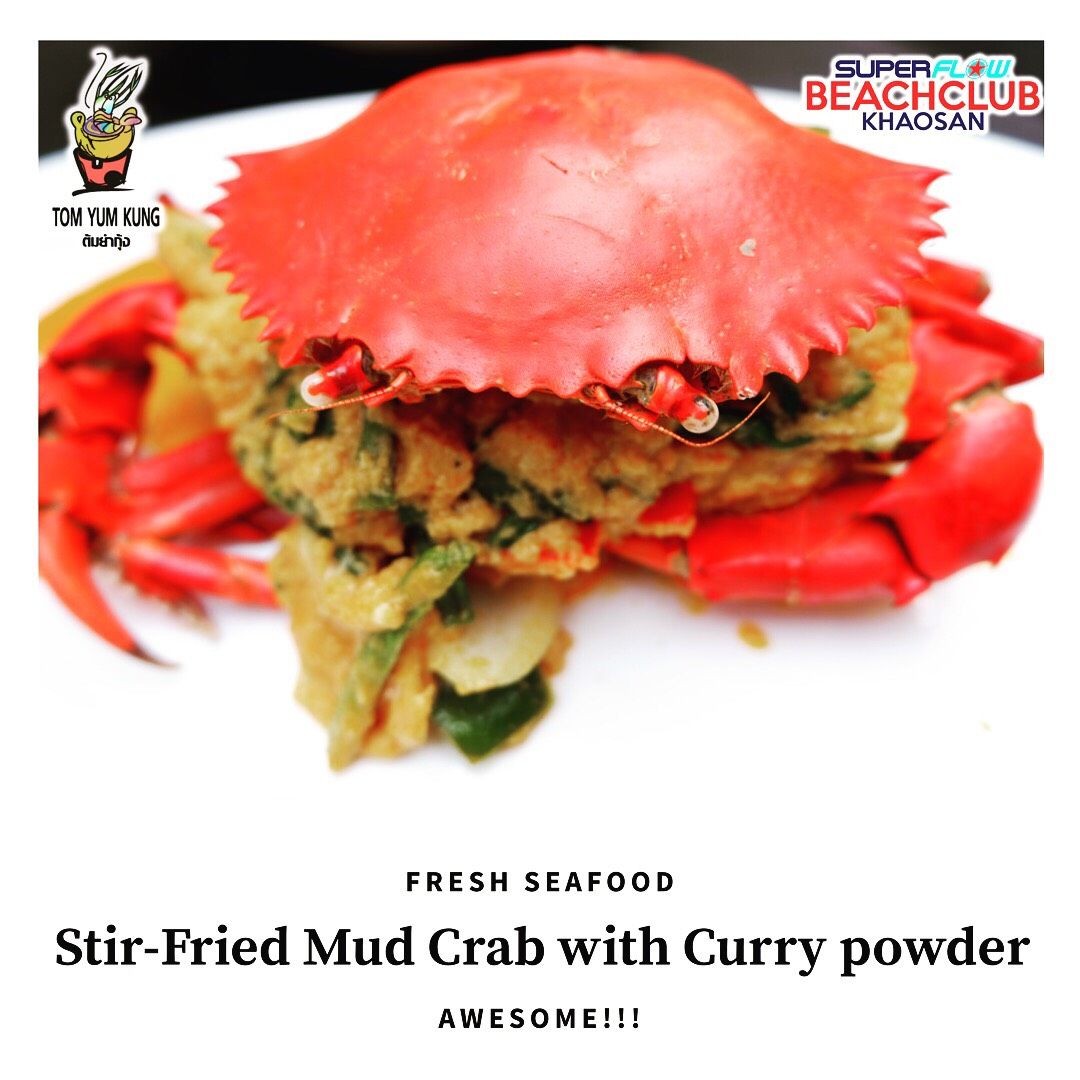 TOM YUM KUNG
ต้มยำกุ้ง
SUPERFLOW
BEACHCLUB
KHAOSAN
FRESH SEAFOOD
Stir-Fried Mud Crab with Curry powder
AWESOME!!!